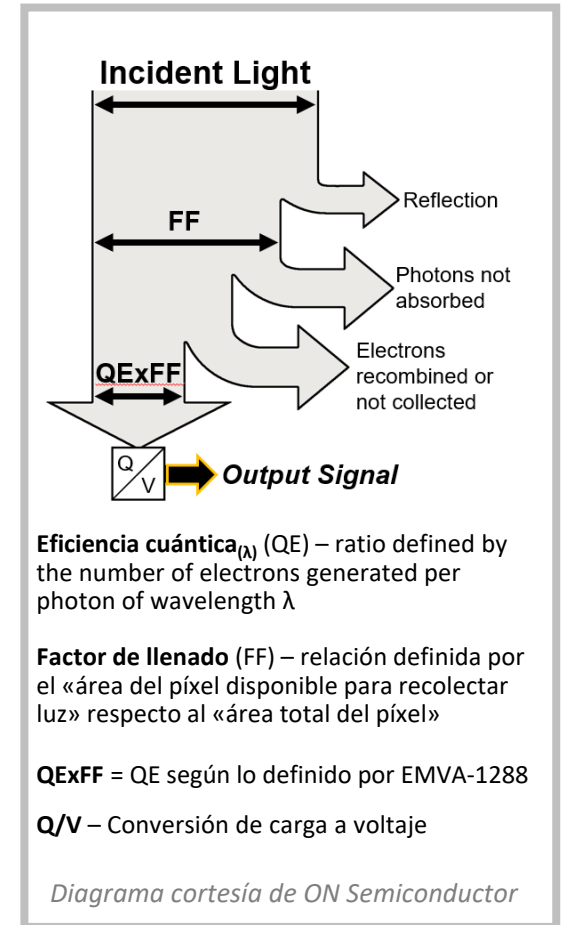 Incident Light
FF
Reflection
Photons not
absorbed
Electrons
recombined or
not collected
QExFF
Q
V
Output Signal
Eficiencia cuántica(λ) (QE) – ratio defined by
the number of electrons generated per
photon of wavelength λ
Factor de llenado (FF) – relación definida por
el «área del píxel disponible para recolectar
luz» respecto al «área total del píxel»
QExFF = QE según lo definido por EMVA-1288
Q/V – Conversión de carga a voltaje
Diagrama cortesía de ON Semiconductor